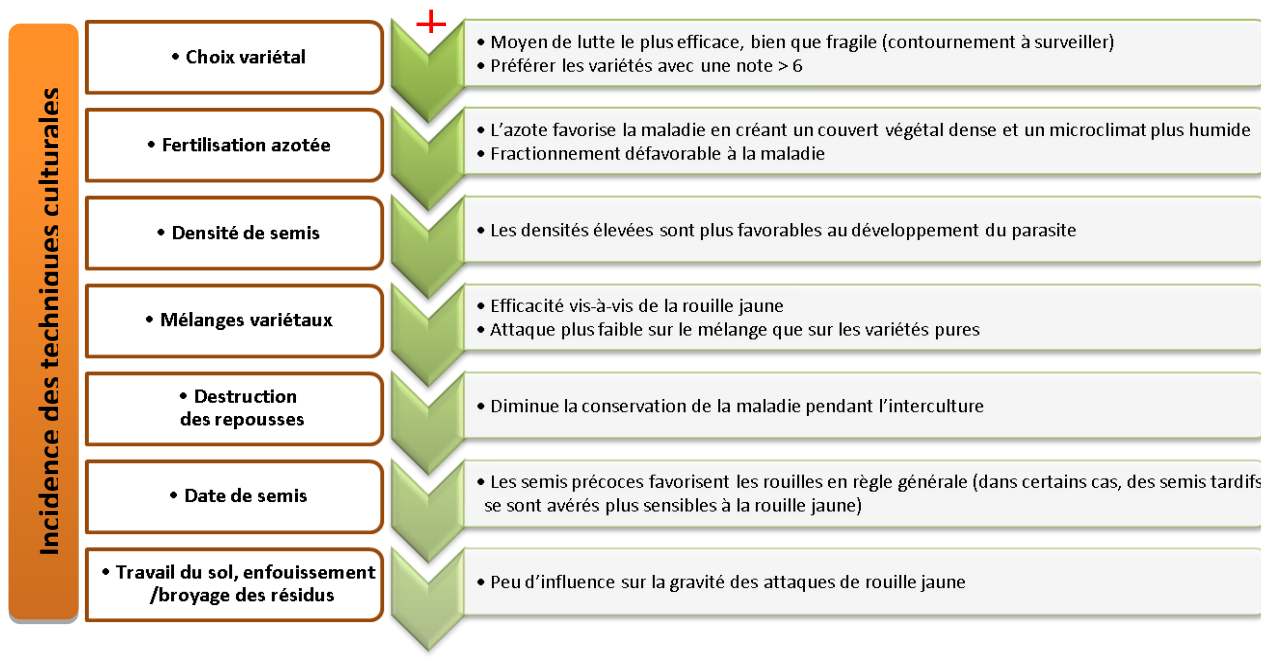 Incidence des techniques culturales
+
• Choix variétal
• Moyen de lutte le plus efficace, bien que fragile (contournement à surveiller)
• Préférer les variétés avec une note > 6
• Fertilisation azotée
• L'azote favorise la maladie en créant un couvert végétal dense et un microclimat plus humide
• Fractionnement défavorable à la maladie
• Densité de semis
• Les densités élevées sont plus favorables au développement du parasite
• Mélanges variétaux
• Efficacité vis-à-vis de la rouille jaune
• Attaque plus faible sur le mélange que sur les variétés pures
• Destruction
des repousses
• Diminue la conservation de la maladie pendant l'interculture
• Date de semis
• Les semis précoces favorisent les rouilles en règle générale (dans certains cas, des semis tardifs
se sont avérés plus sensibles à la rouille jaune)
• Travail du sol, enfouissement
/broyage des résidus
• Peu d'influence sur la gravité des attaques de rouille jaune